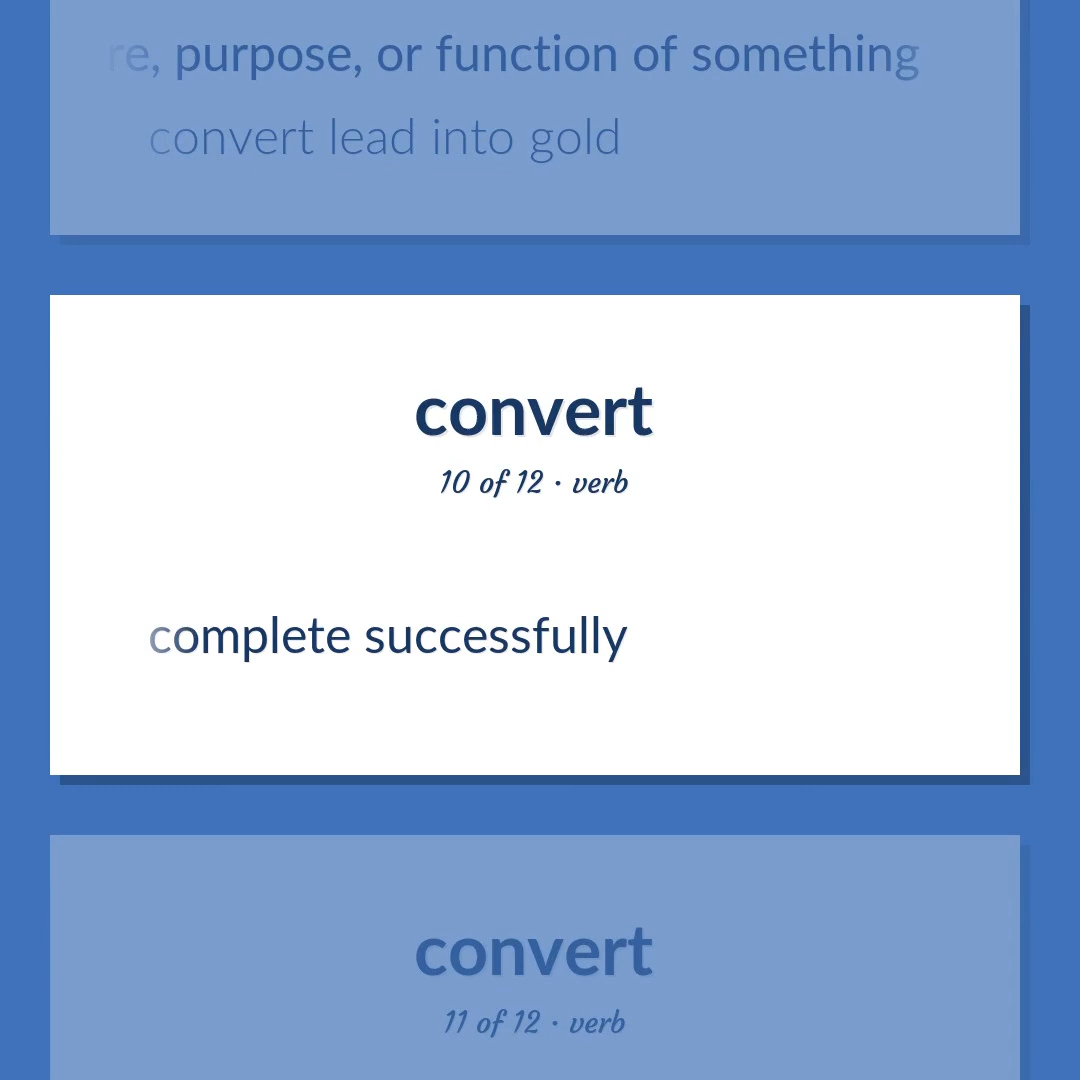 re, purpose, or function of something
convert lead into gold
convert
10 of 12 · verb
complete successfully
convert
11 of 12 · verb